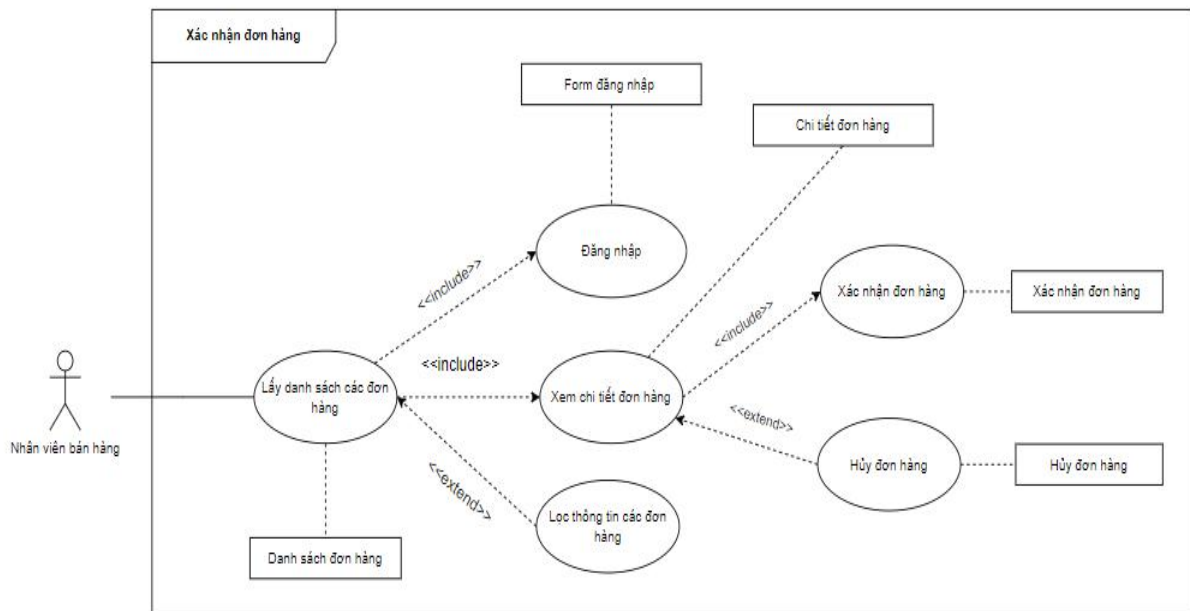 Xác nhận đơn hàng
Form đăng nhập
Chi tiết đơn hàng
Đăng nhập
<<include>>
Xác nhận đơn hàng
Xác nhận đơn hàng
<<include>>
<<include>>
Lấy danh sách các đơn
hàng
Xem chi tiết đơn hàng
Nhân viên bán hàng
<<extend>>
Hủy đơn hàng
Hủy đơn hàng
<<extend>>
Lọc thông tin các đơn
hàng
Danh sách đơn hàng